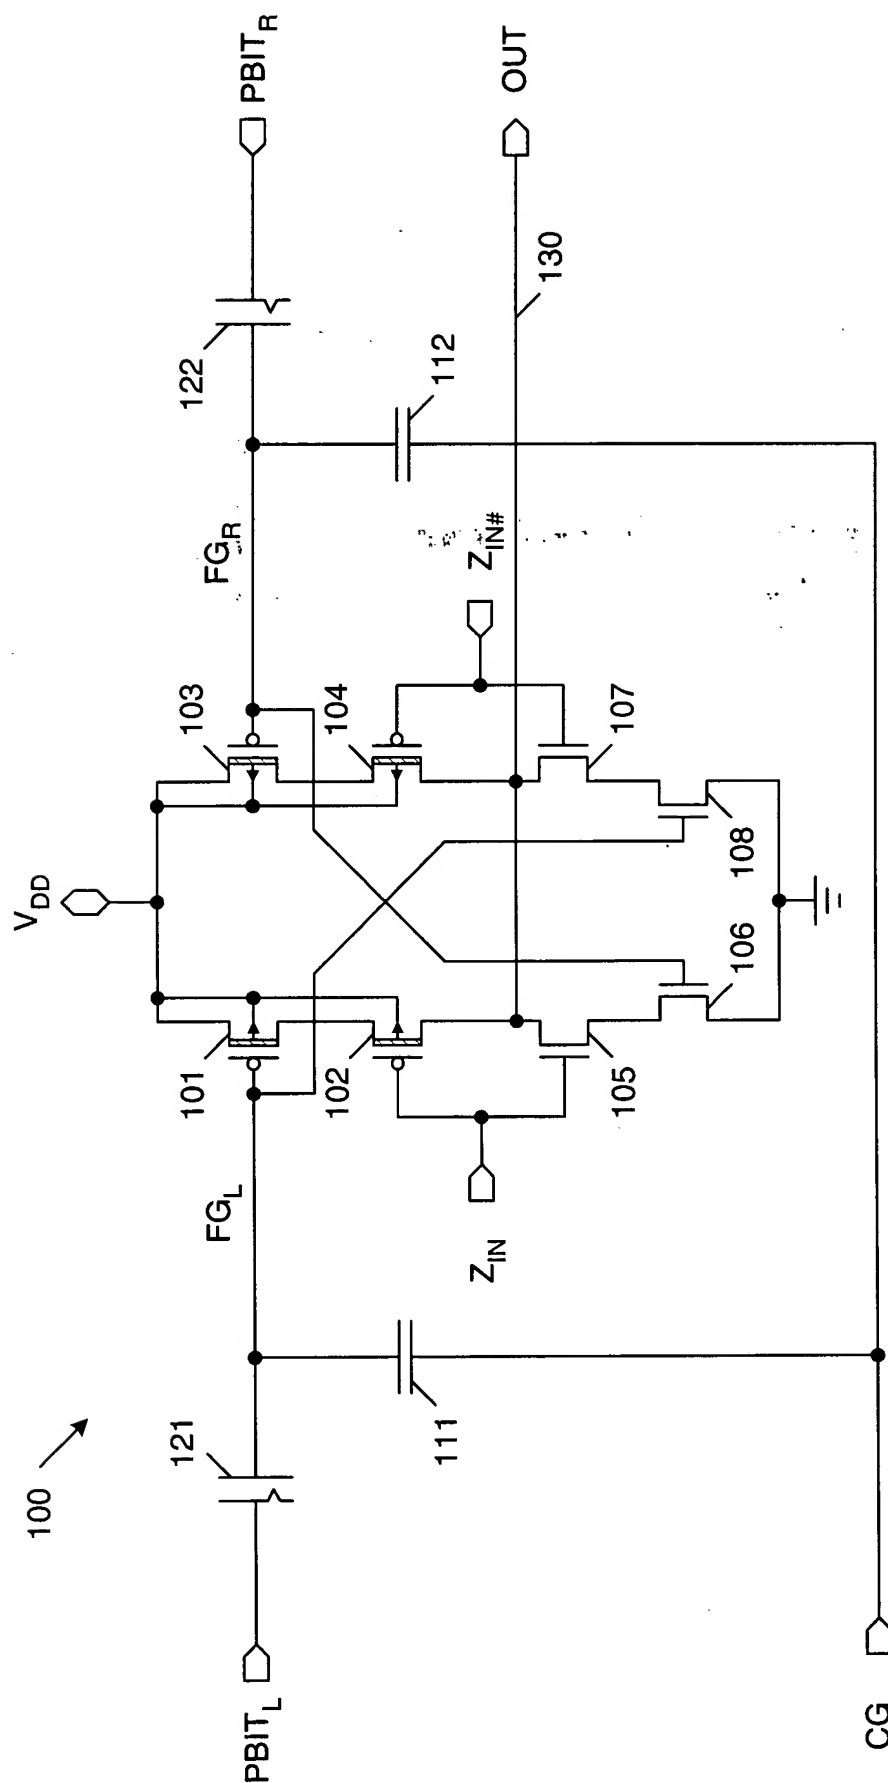 100
V_DD
PBIT_L
121
FG_L
101
103
FG_R
122
PBIT_R
102
104
111
112
Z_IN
Z_IN#
OUT
130
105
107
106
108
CG